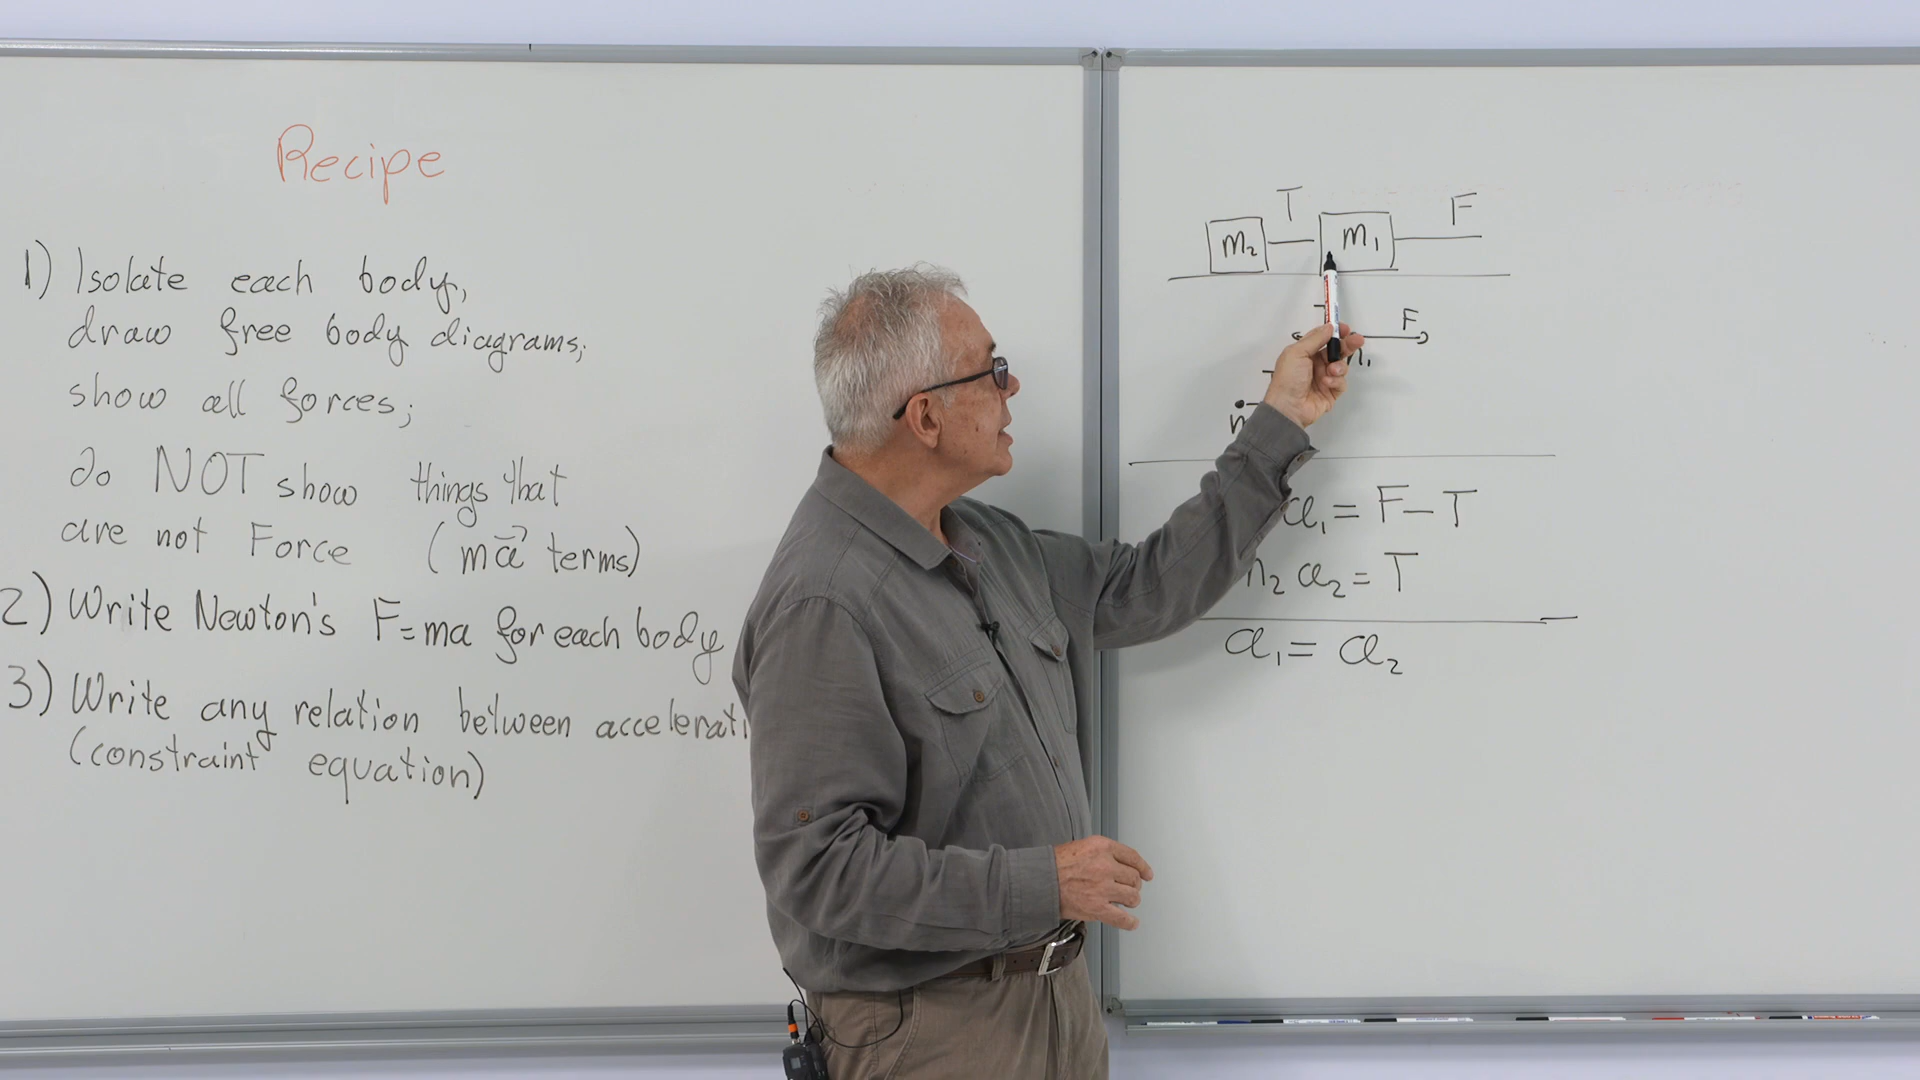 Recipe
1) Isolate each body,
draw free body diagrams;
show all forces;
do NOT show things that
are not Force (ma⃗ terms)
2) Write Newton's F=ma for each body
3) Write any relation between accelerati
(constraint equation)
T F
m₂ m₁
F
a₁ = F – T
₂ a₂ = T
a₁ = a₂